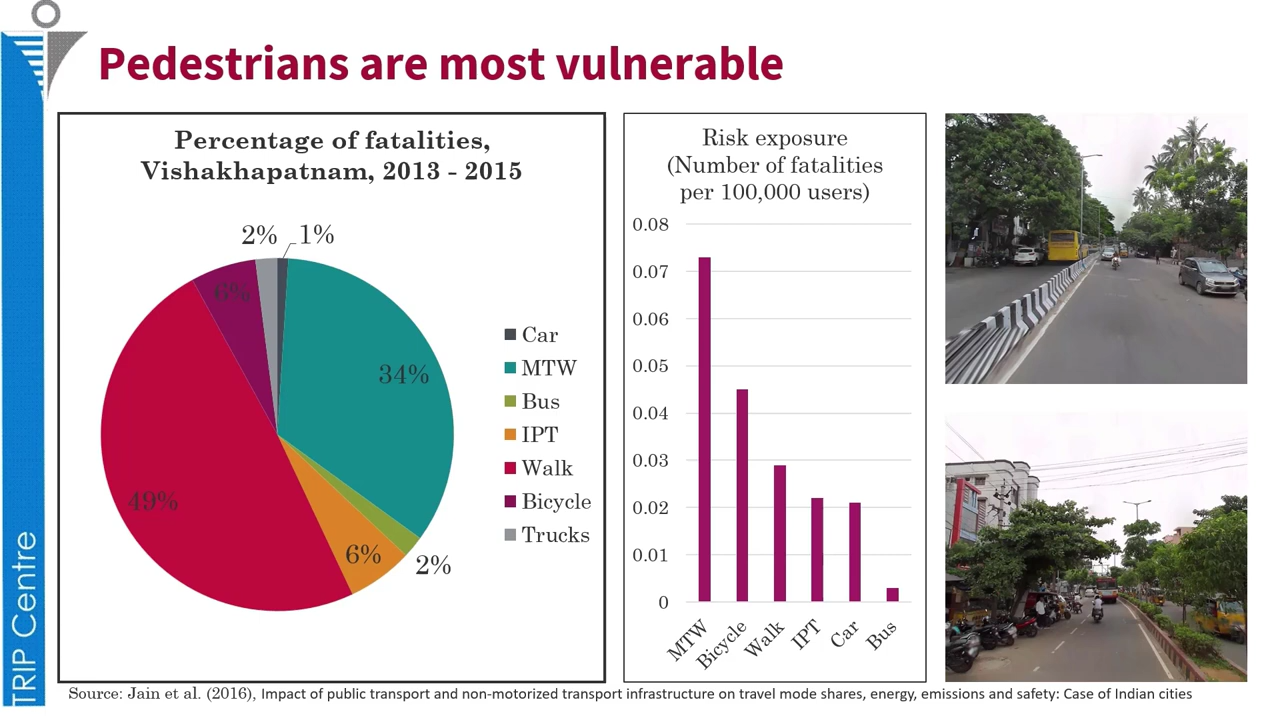 Pedestrians are most vulnerable
Percentage of fatalities,
Vishakhapatnam, 2013 - 2015
2%
1%
6%
34%
49%
6%
2%
Car
MTW
Bus
IPT
Walk
Bicycle
Trucks
Risk exposure
(Number of fatalities
per 100,000 users)
0.08
0.07
0.06
0.05
0.04
0.03
0.02
0.01
0
MTW
Bicycle
Walk
IPT
Car
Bus
TRIP Centre
Source: Jain et al. (2016), Impact of public transport and non-motorized transport infrastructure on travel mode shares, energy, emissions and safety: Case of Indian cities